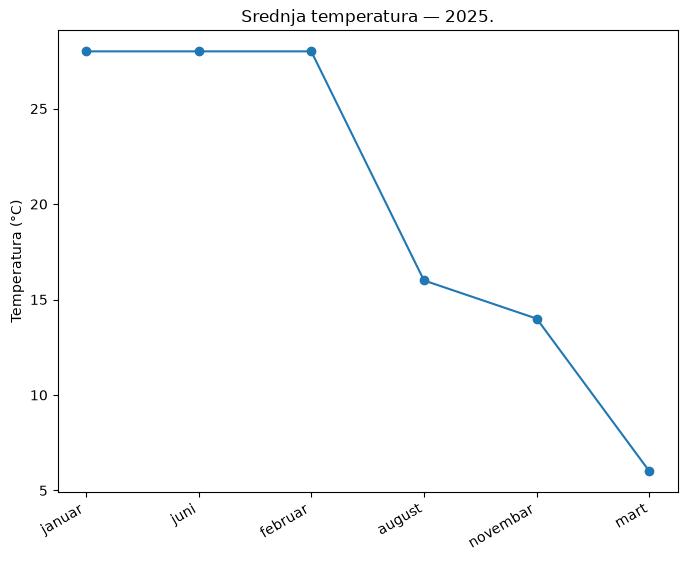 Srednja temperatura — 2025.
Temperatura (°C)
25
20
15
10
5
januar
juni
februar
august
novembar
mart